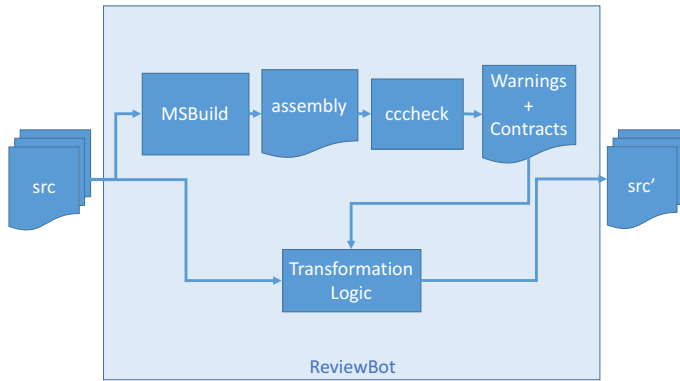 MSBuild
assembly
cccheck
Warnings
+
Contracts
src
src’
Transformation
Logic
ReviewBot